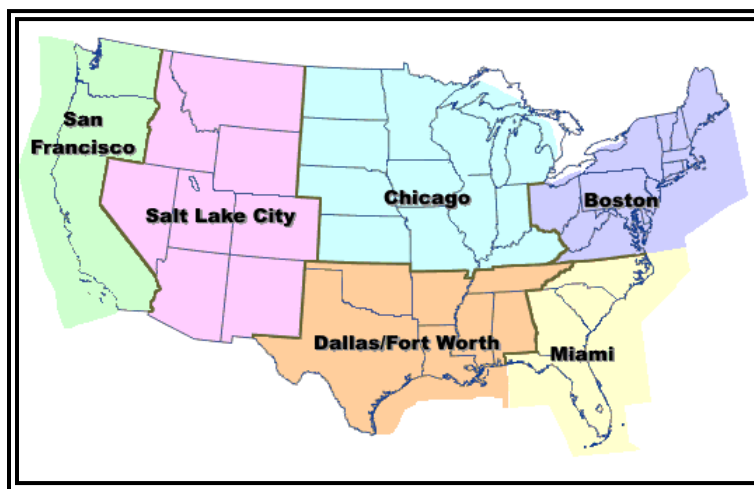 San
Francisco
Salt Lake City
Chicago
Boston
Dallas/Fort Worth
Miami